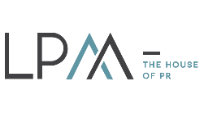 LPM
THE HOUSE
OF PR